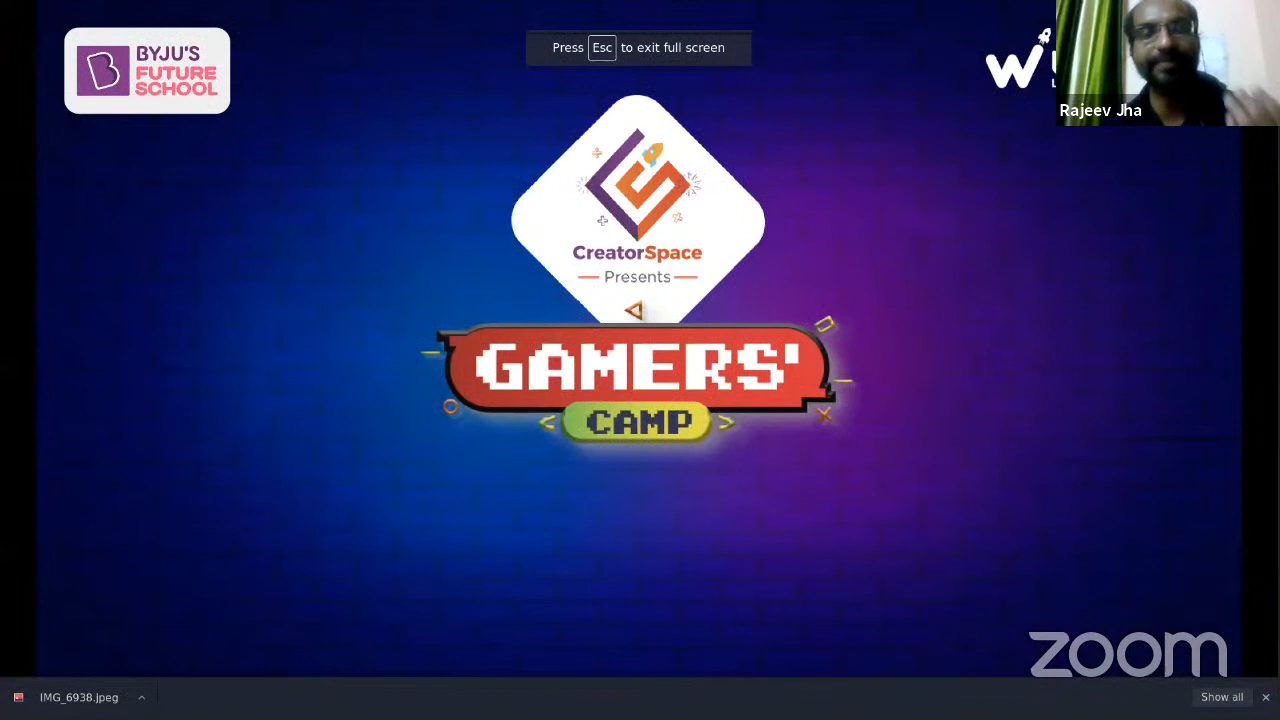 BYJU'S
FUTURE
SCHOOL
Press Esc to exit full screen
W
Rajeev Jha
CreatorSpace
Presents
GAMERS'
< CAMP >
zoom
IMG_6938.jpeg
Show all